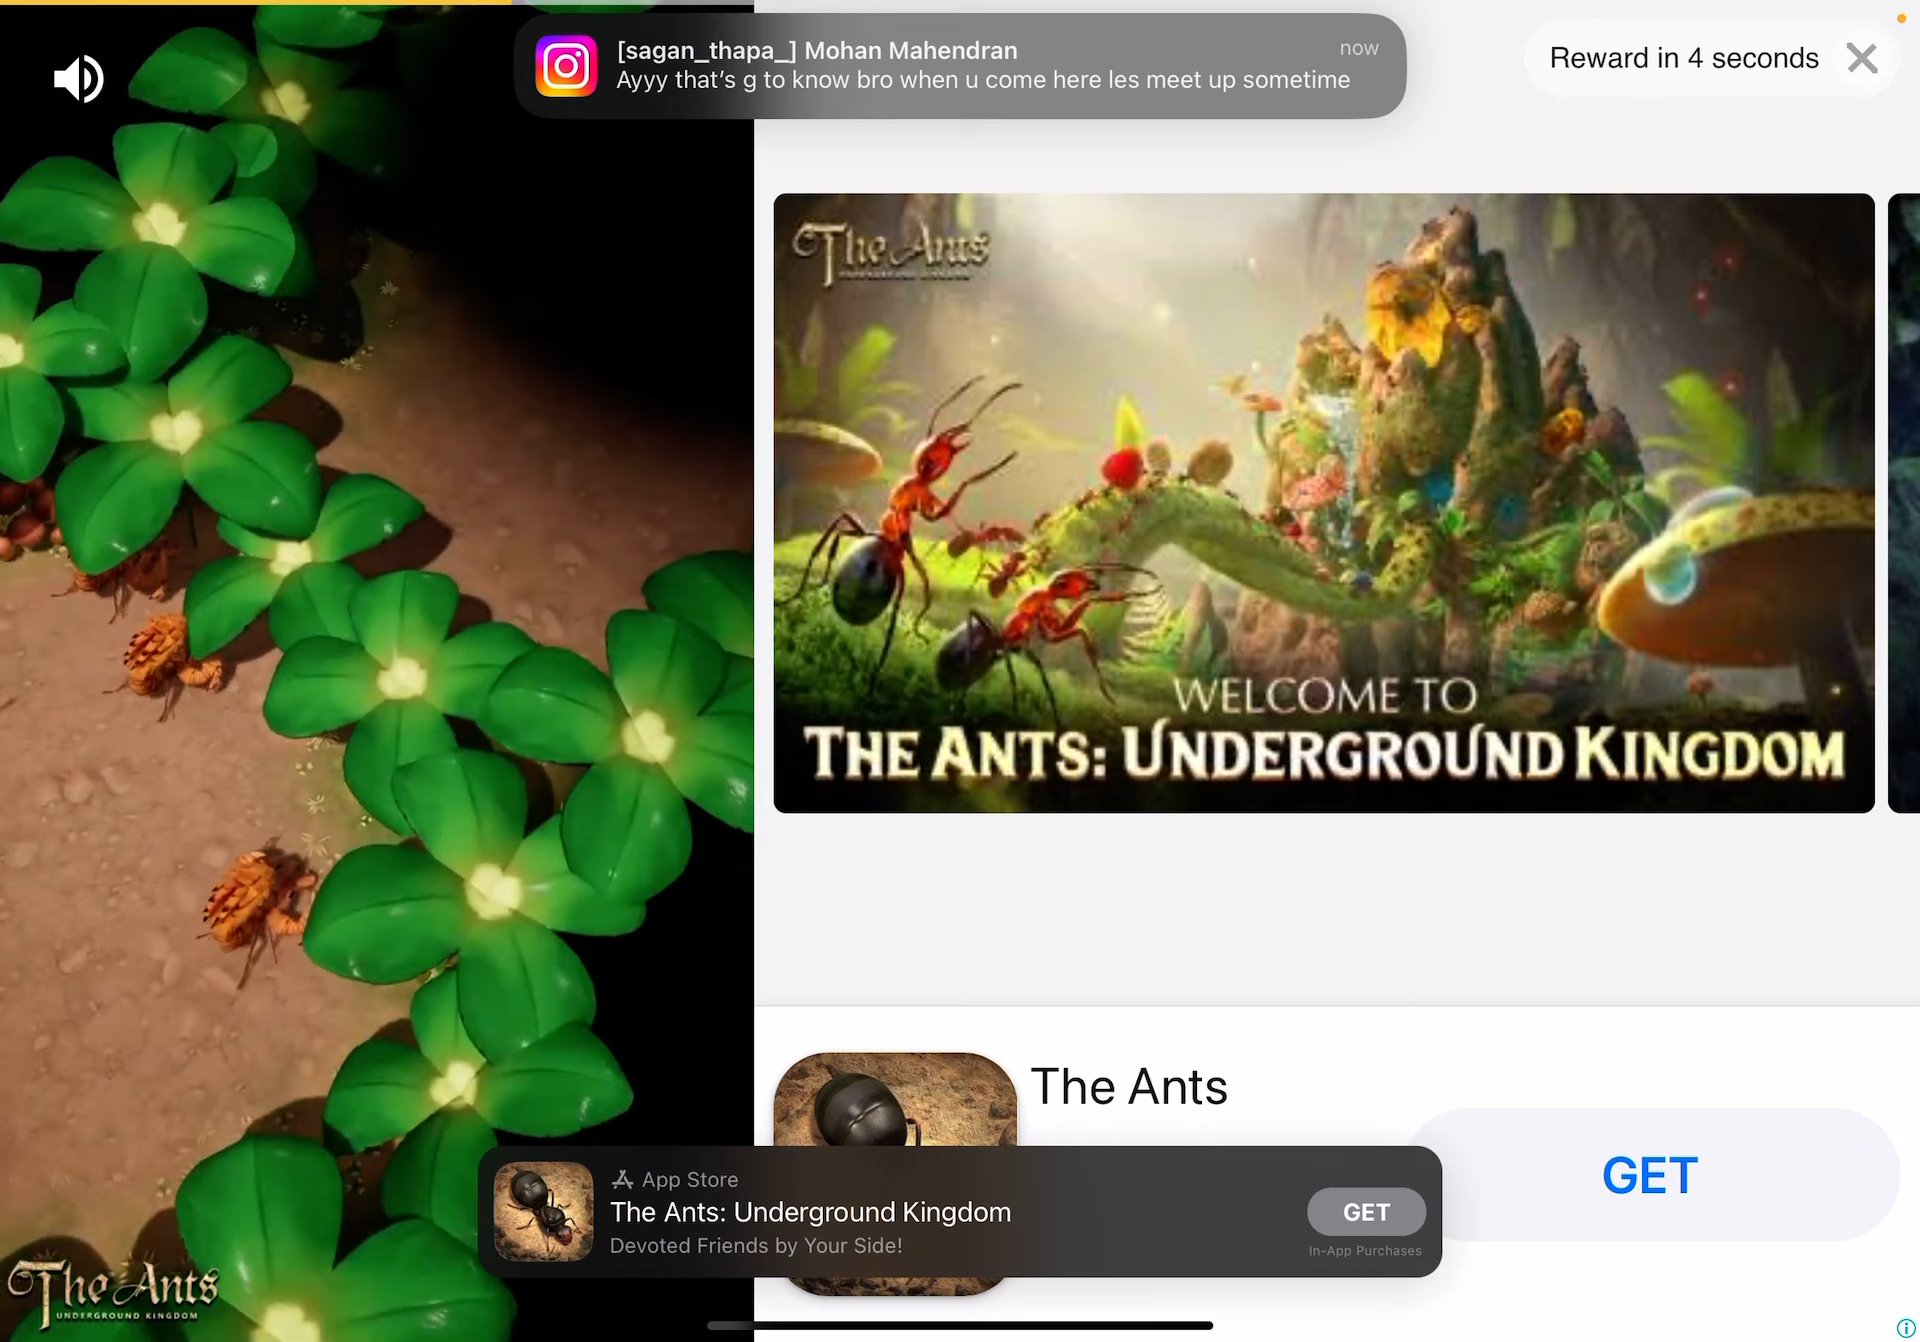 [sagan_thapa_] Mohan Mahendran
now
Ayyy that’s g to know bro when u come here les meet up sometime
Reward in 4 seconds
The Ants
WELCOME TO
THE ANTS: UNDERGROUND KINGDOM
The Ants
GET
App Store
The Ants: Underground Kingdom
Devoted Friends by Your Side!
GET
In-App Purchases
The Ants
UNDERGROUND KINGDOM